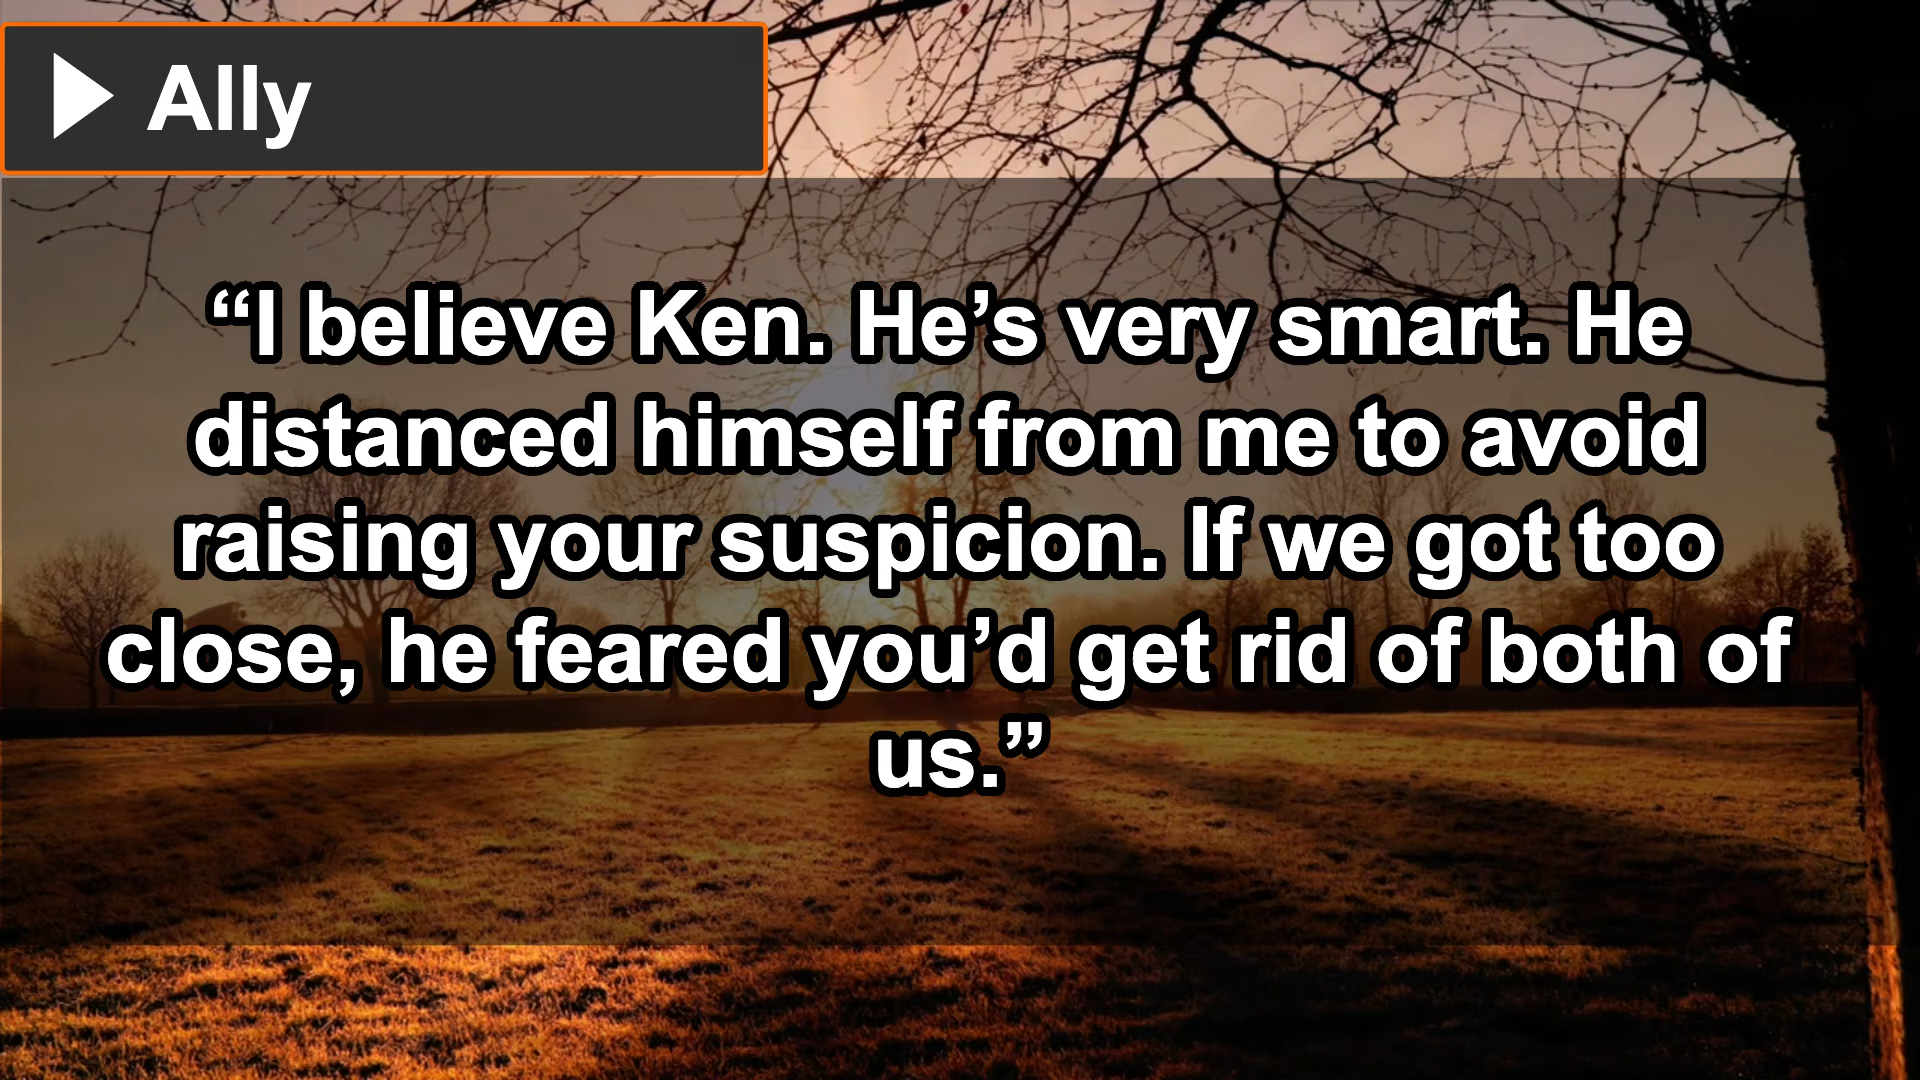 Ally
“I believe Ken. He’s very smart. He
distanced himself from me to avoid
raising your suspicion. If we got too
close, he feared you’d get rid of both of
us.”